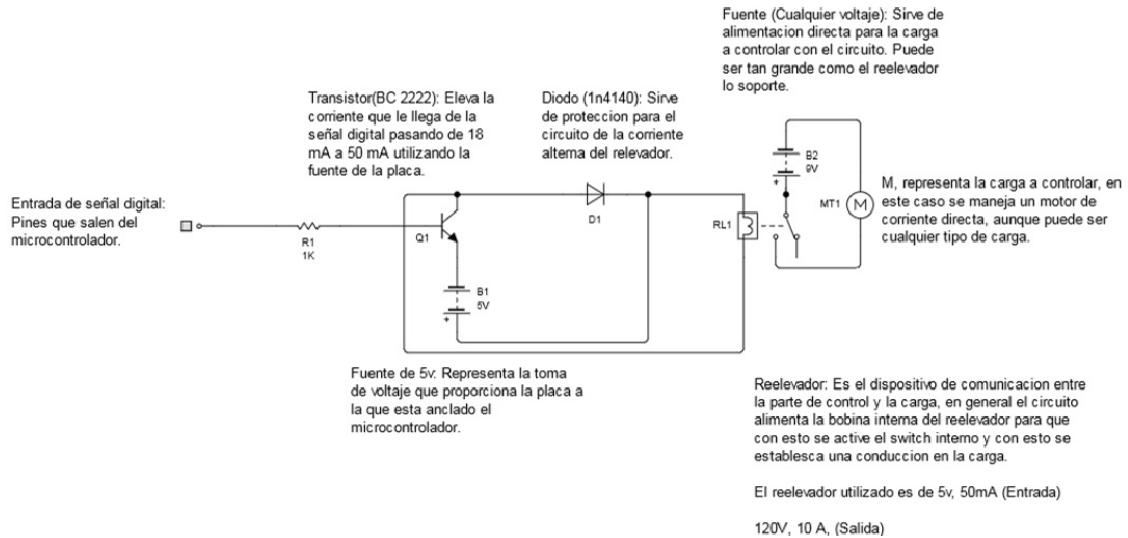 Fuente (Cualquier voltaje): Sirve de
alimentacion directa para la carga
a controlar con el circuito. Puede
ser tan grande como el reelevador
lo soporte.
Transistor(BC 2222): Eleva la
corriente que le llega de la
señal digital pasando de 18
mA a 50 mA utilizando la
fuente de la placa.
Diodo (1n4140): Sirve
de proteccion para el
circuito de la corriente
alterna del relevador.
B2
9V
MT1
M
M, representa la carga a controlar, en
este caso se maneja un motor de
corriente directa, aunque puede ser
cualquier tipo de carga.
Entrada de señal digital:
Pines que salen del
microcontrolador.
R1
1K
Q1
D1
RL1
B1
5V
+
+
Fuente de 5v: Representa la toma
de voltaje que proporciona la placa a
la que esta anclado el
microcontrolador.
Reelevador: Es el dispositivo de comunicacion entre
la parte de control y la carga, en general el circuito
alimenta la bobina interna del reelevador para que
con esto se active el switch interno y con esto se
establesca una conduccion en la carga.
El reelevador utilizado es de 5v, 50mA (Entrada)
120V, 10 A, (Salida)